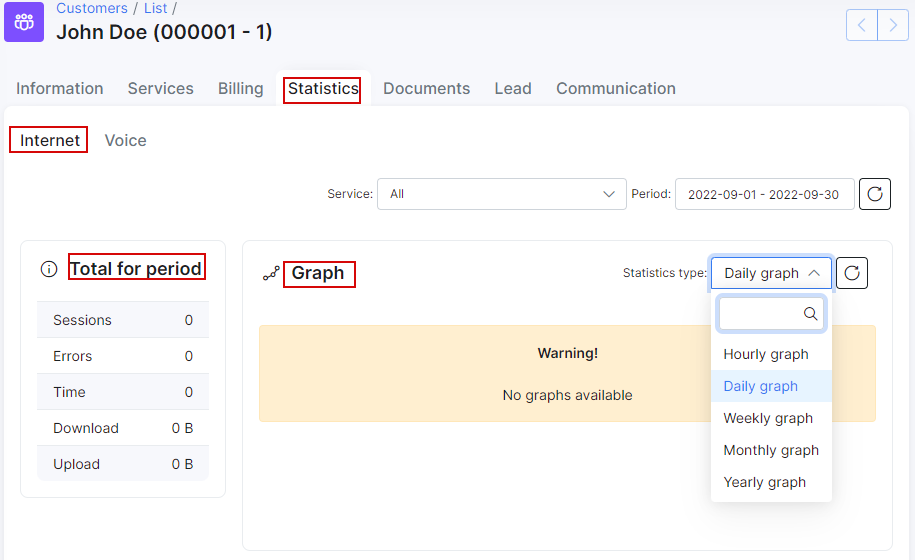 Customers / List /
John Doe (000001 - 1)
Information Services Billing Statistics Documents Lead Communication
Internet Voice
Service: All Period: 2022-09-01 - 2022-09-30
Total for period
Sessions 0
Errors 0
Time 0
Download 0 B
Upload 0 B
Graph
Statistics type: Daily graph
Warning!
No graphs available
Hourly graph
Daily graph
Weekly graph
Monthly graph
Yearly graph